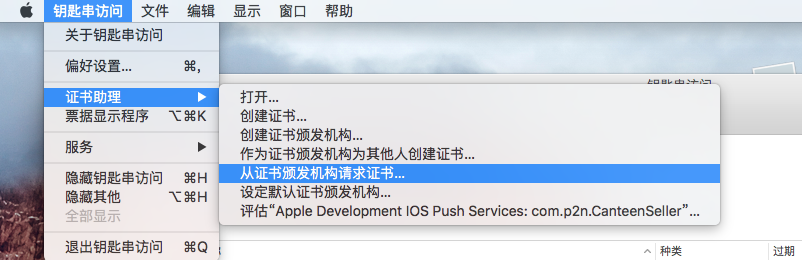 钥匙串访问 文件 编辑 显示 窗口 帮助
关于钥匙串访问
偏好设置... ⌘,
证书助理 ▶
票据显示程序 ⌥⌘K
服务 ▶
隐藏钥匙串访问 ⌘H
隐藏其他 ⌥⌘H
全部显示
退出钥匙串访问 ⌘Q
钥匙串访问
打开...
创建证书...
创建证书颁发机构...
作为证书颁发机构为其他人创建证书...
从证书颁发机构请求证书...
设定默认证书颁发机构...
评估“Apple Development IOS Push Services: com.p2n.CanteenSeller”...
种类 过期